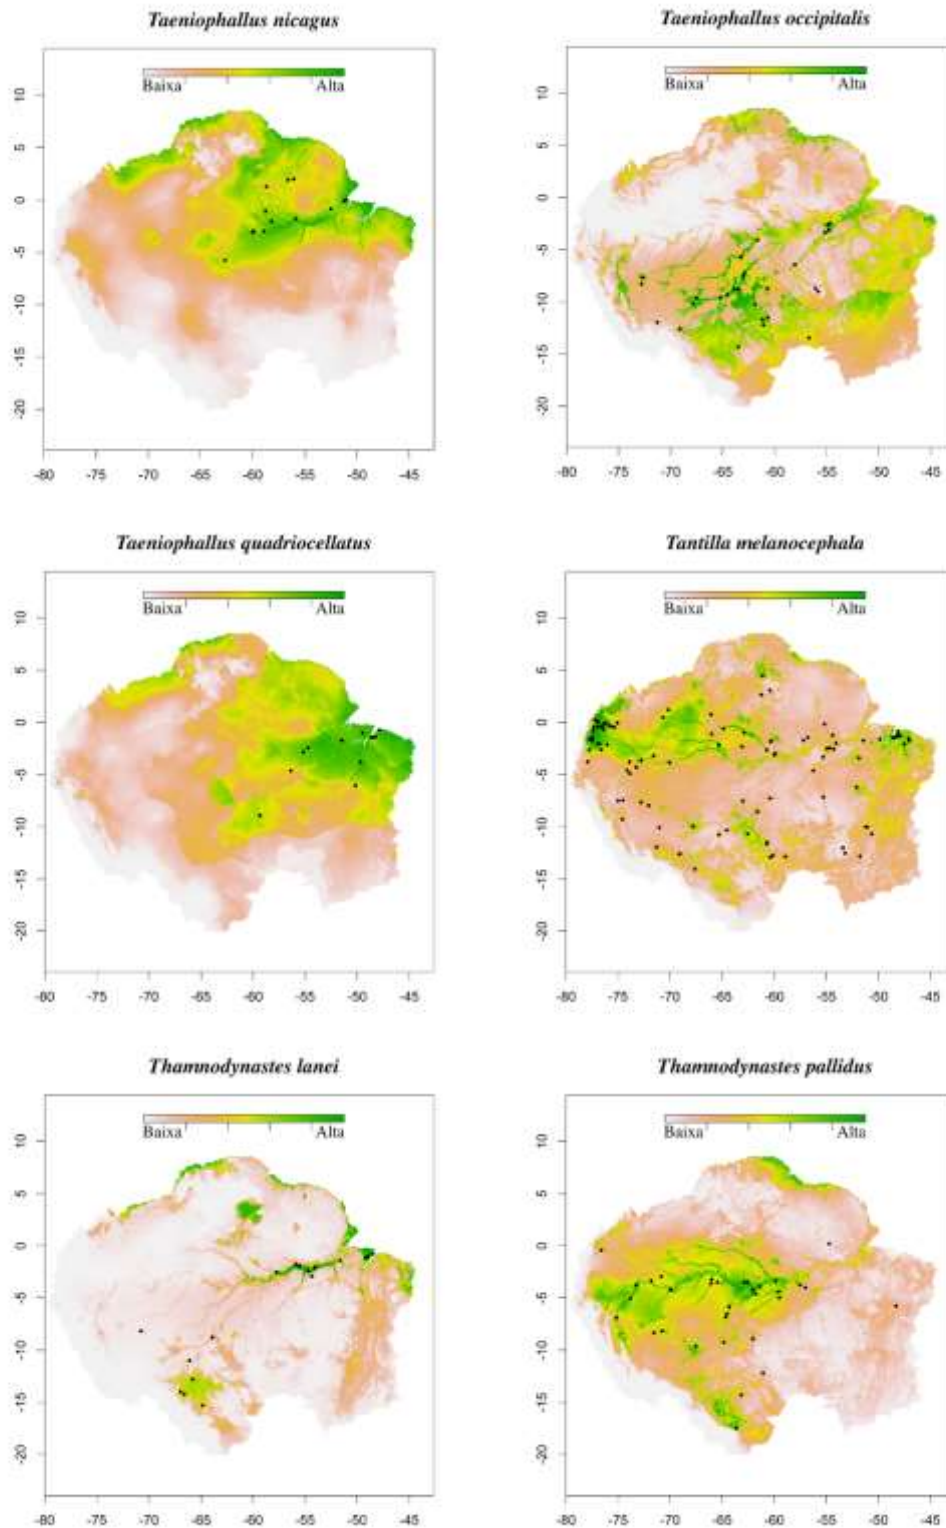 Taeniophallus nicagus Taeniophallus occipitalis
Baixa Alta Baixa Alta
10 10
5 5
0 0
-5 -5
-10 -10
-15 -15
-20 -20
-80 -75 -70 -65 -60 -55 -50 -45 -80 -75 -70 -65 -60 -55 -50 -45
Taeniophallus quadriocellatus Tantilla melanocephala
Baixa Alta Baixa Alta
10 10
5 5
0 0
-5 -5
-10 -10
-15 -15
-20 -20
-80 -75 -70 -65 -60 -55 -50 -45 -80 -75 -70 -65 -60 -55 -50 -45
Thamnodynastes lanei Thamnodynastes pallidus
Baixa Alta Baixa Alta
10 10
5 5
0 0
-5 -5
-10 -10
-15 -15
-20 -20
-80 -75 -70 -65 -60 -55 -50 -45 -80 -75 -70 -65 -60 -55 -50 -45